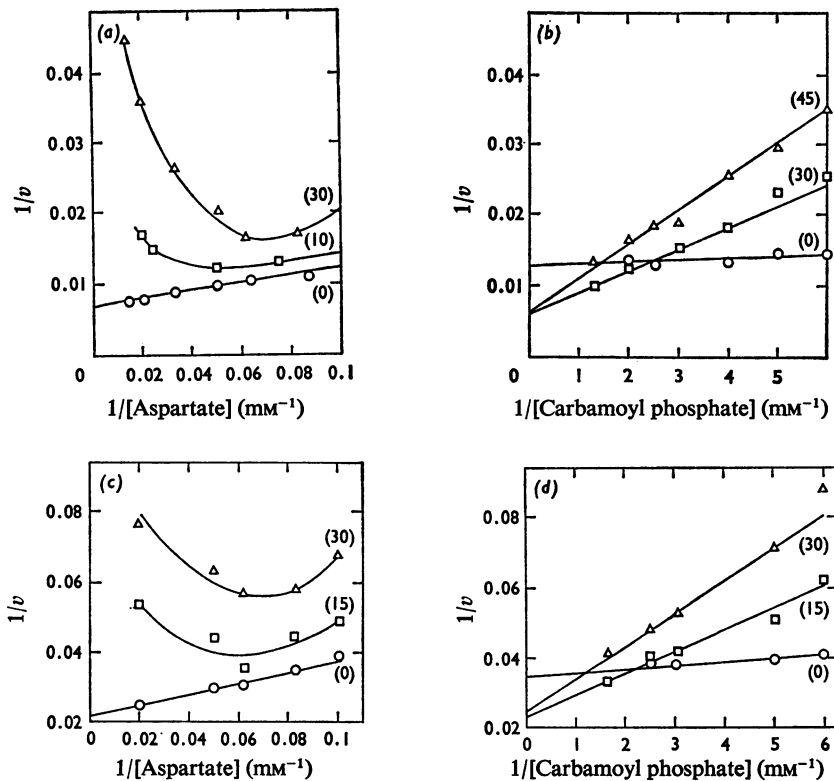 (a)
0.04
0.03
0.02
0.01
1/v
(30)
(10)
(0)
0.02 0.04 0.06 0.08 0.1
1/[Aspartate] (mM⁻¹)
(b)
0.04
0.03
0.02
0.01
1/v
(45)
(30)
(0)
0 1 2 3 4 5 6
1/[Carbamoyl phosphate] (mM⁻¹)
(c)
0.08
0.06
0.04
0.02
1/v
(30)
(15)
(0)
0 0.02 0.04 0.06 0.08 0.1
1/[Aspartate] (mM⁻¹)
(d)
0.08
0.06
0.04
0.02
1/v
(30)
(15)
(0)
0 1 2 3 4 5 6
1/[Carbamoyl phosphate] (mM⁻¹)